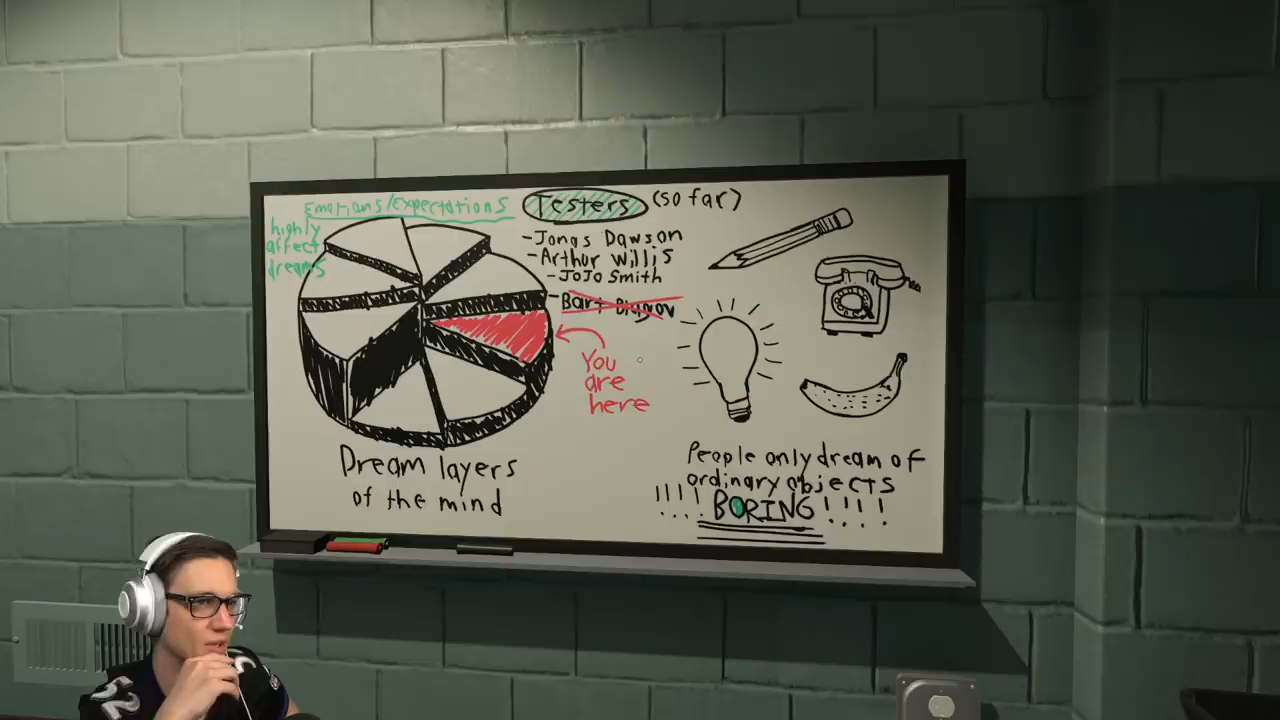 Emotions/Expectations
highly
affect
dreams
Testers (so far)
-Jonas Dawson
-Arthur Willis
-JoJo Smith
-Bart
You
are
here
Dream layers
of the mind
People only dream of
ordinary objects
!!!! BORING !!!!
52